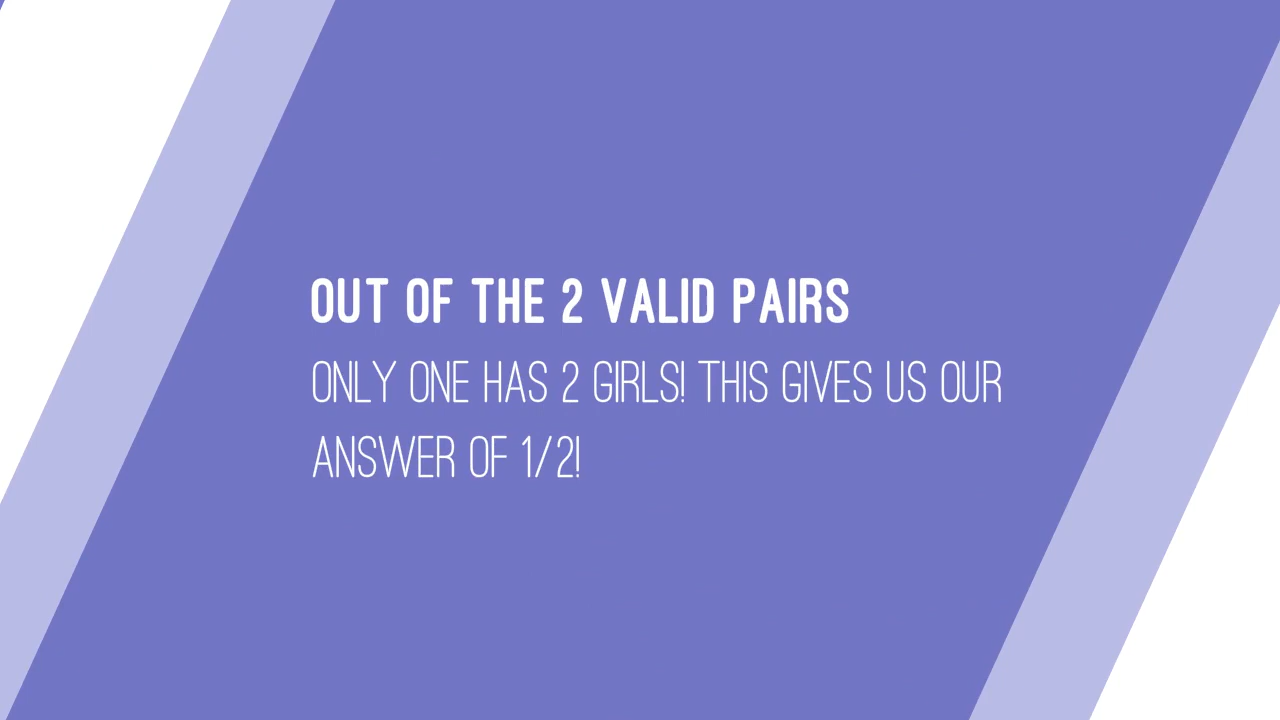 OUT OF THE 2 VALID PAIRS
ONLY ONE HAS 2 GIRLS! THIS GIVES US OUR
ANSWER OF 1/2!